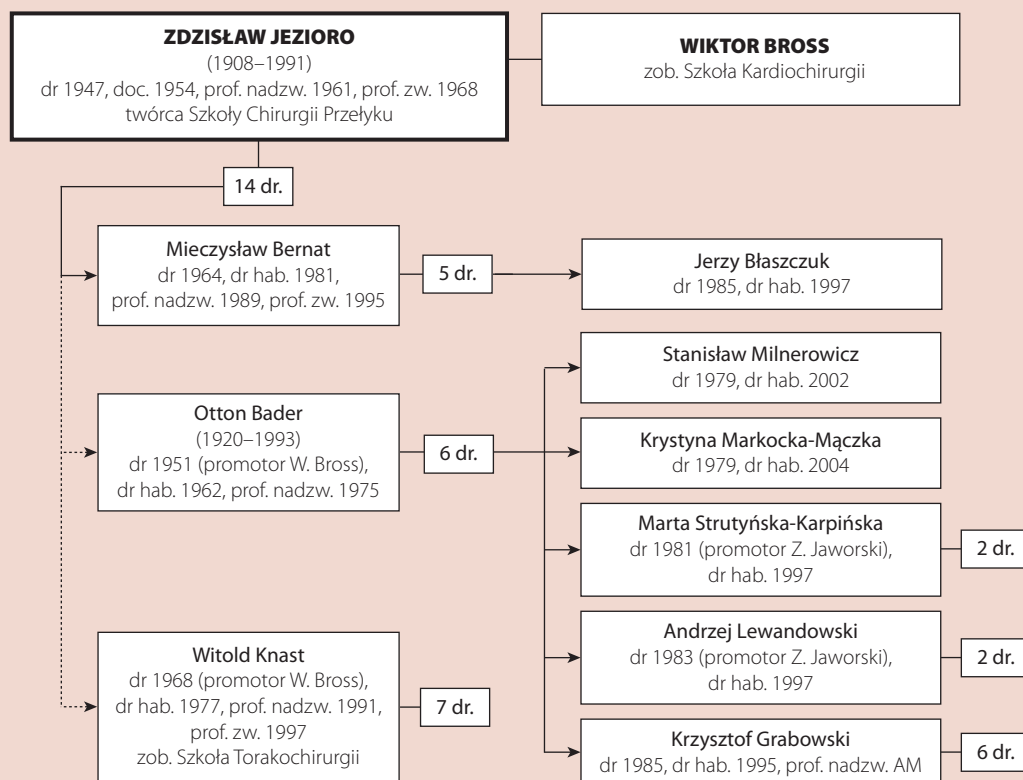 ZDZISŁAW JEZIORO
(1908–1991)
dr 1947, doc. 1954, prof. nadzw. 1961, prof. zw. 1968
twórca Szkoły Chirurgii Przełyku
WIKTOR BROSS
zob. Szkoła Kardiochirurgii
14 dr.
Mieczysław Bernat
dr 1964, dr hab. 1981,
prof. nadzw. 1989, prof. zw. 1995
5 dr.
Jerzy Błaszczuk
dr 1985, dr hab. 1997
Otton Bader
(1920–1993)
dr 1951 (promotor W. Bross),
dr hab. 1962, prof. nadzw. 1975
6 dr.
Stanisław Milnerowicz
dr 1979, dr hab. 2002
Krystyna Markocka-Mączka
dr 1979, dr hab. 2004
Marta Strutyńska-Karpińska
dr 1981 (promotor Z. Jaworski),
dr hab. 1997
2 dr.
Andrzej Lewandowski
dr 1983 (promotor Z. Jaworski),
dr hab. 1997
2 dr.
Krzysztof Grabowski
dr 1985, dr hab. 1995, prof. nadzw. AM
6 dr.
Witold Knast
dr 1968 (promotor W. Bross),
dr hab. 1977, prof. nadzw. 1991,
prof. zw. 1997
zob. Szkoła Torakochirurgii
7 dr.